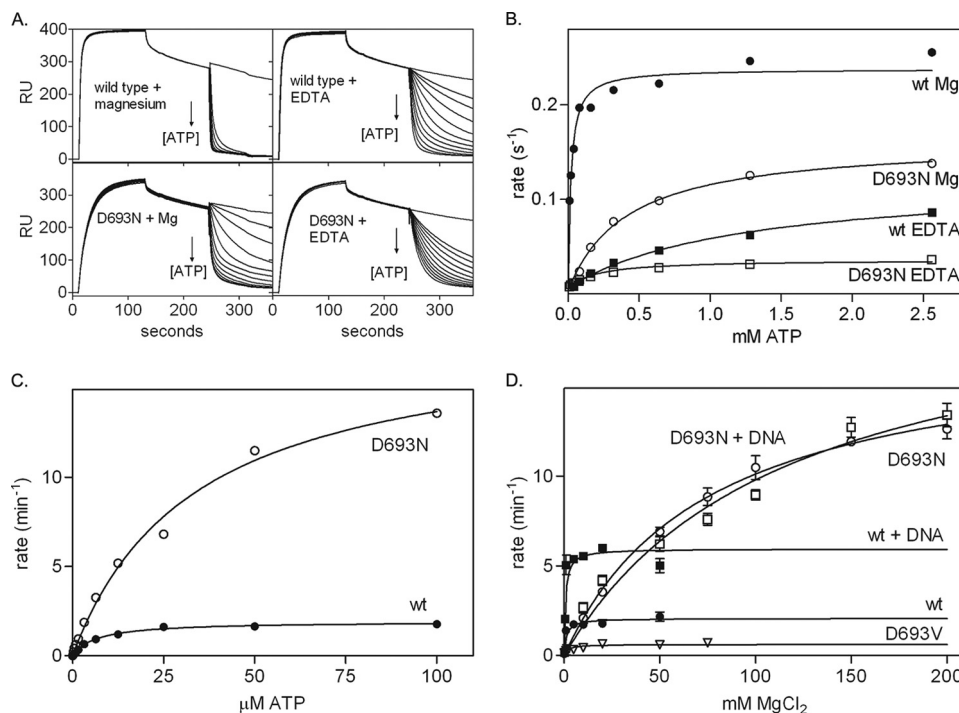 A.
400
300
200
100
0
RU
wild type +
magnesium
[ATP]
wild type +
EDTA
[ATP]
300
200
100
0
RU
D693N + Mg
[ATP]
D693N +
EDTA
[ATP]
0 100 200 300
0 100 200 300
seconds
seconds
B.
rate (s-1)
0.2
0.1
wt Mg
D693N Mg
wt EDTA
D693N EDTA
0.0 0.5 1.0 1.5 2.0 2.5
mM ATP
C.
rate (min-1)
10
5
0
D693N
wt
0 25 50 75 100
μM ATP
D.
rate (min-1)
10
5
0
D693N + DNA
D693N
wt + DNA
wt
D693V
0 50 100 150 200
mM MgCl2